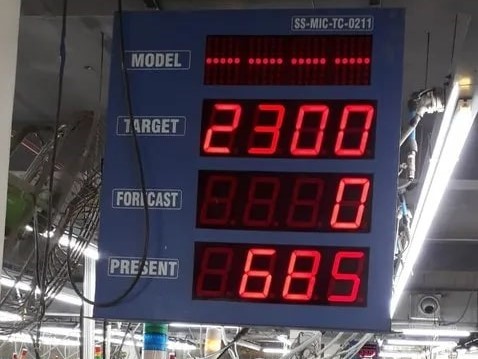 SS-MIC-TC-0211
MODEL ---- ---- ---- ----
TARGET 2300
FORECAST 0
PRESENT 685